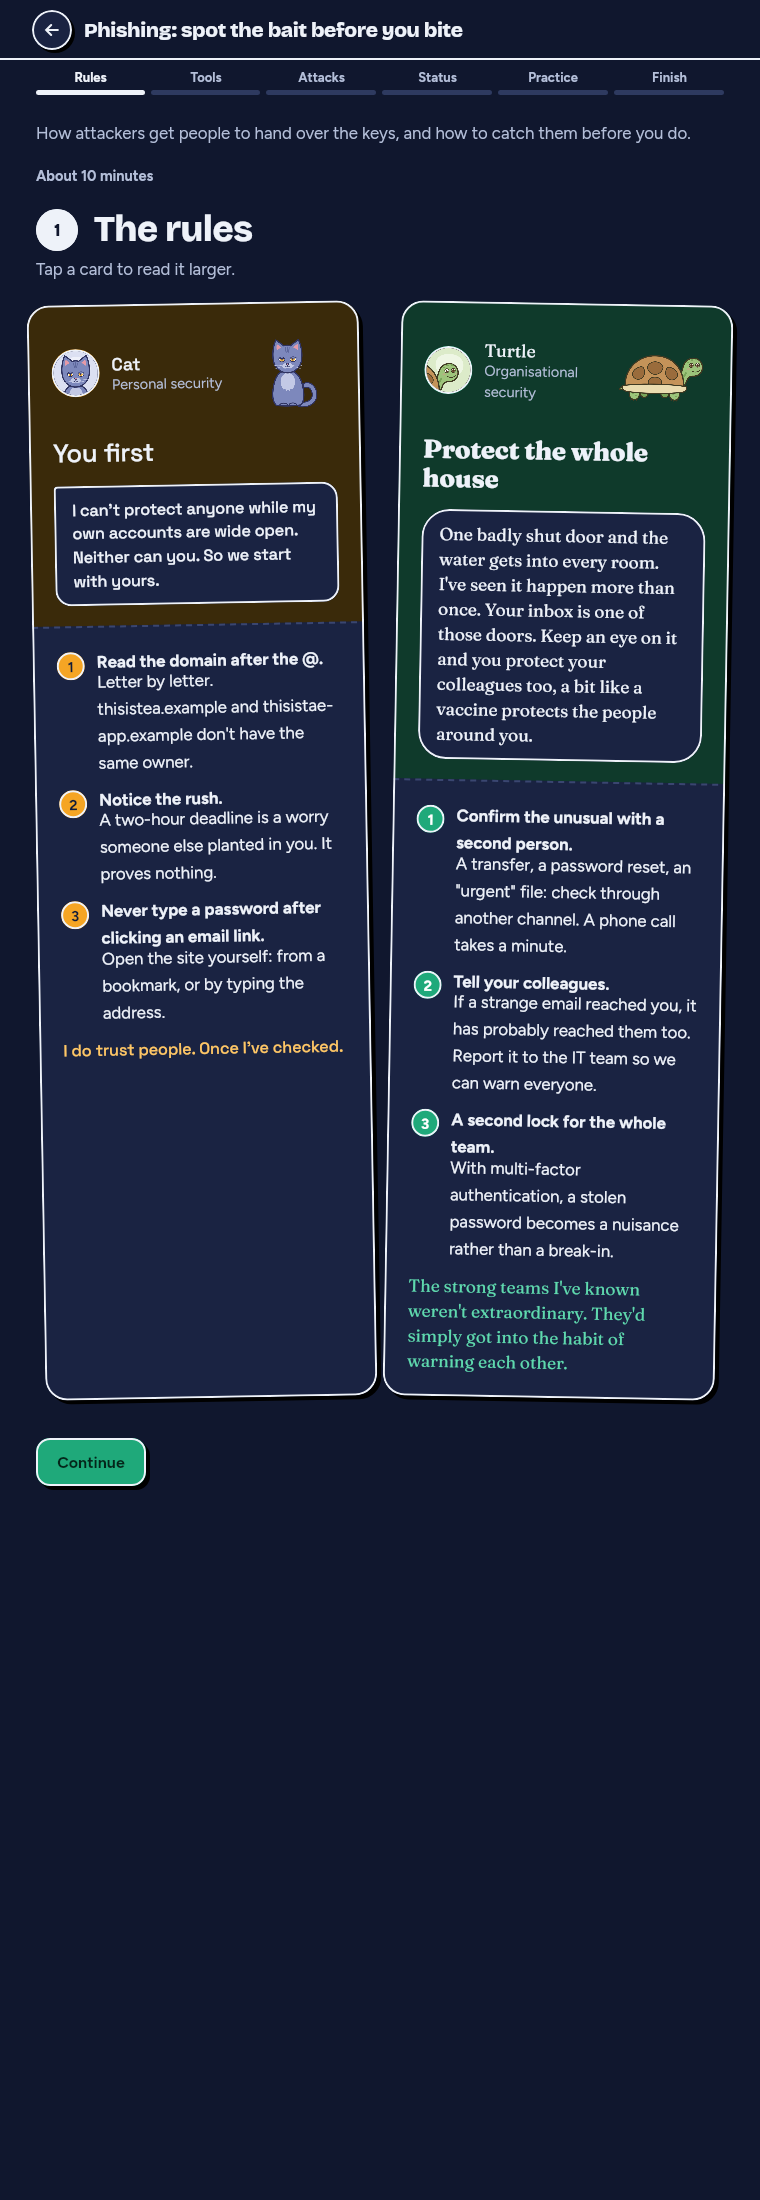 Phishing: spot the bait before you bite
Rules
Tools
Attacks
Status
Practice
Finish
How attackers get people to hand over the keys, and how to catch them before you do.
About 10 minutes
1
The rules
Tap a card to read it larger.
Cat
Personal security
You first
I can't protect anyone while my
own accounts are wide open.
Neither can you. So we start
with yours.
1
Read the domain after the @.
Letter by letter.
thisistea.example and thisistae-
app.example don't have the
same owner.
2
Notice the rush.
A two-hour deadline is a worry
someone else planted in you. It
proves nothing.
3
Never type a password after
clicking an email link.
Open the site yourself: from a
bookmark, or by typing the
address.
I do trust people. Once I've checked.
Turtle
Organisational
security
Protect the whole
house
One badly shut door and the
water gets into every room.
I've seen it happen more than
once. Your inbox is one of
those doors. Keep an eye on it
and you protect your
colleagues too, a bit like a
vaccine protects the people
around you.
1
Confirm the unusual with a
second person.
A transfer, a password reset, an
"urgent" file: check through
another channel. A phone call
takes a minute.
2
Tell your colleagues.
If a strange email reached you, it
has probably reached them too.
Report it to the IT team so we
can warn everyone.
3
A second lock for the whole
team.
With multi-factor
authentication, a stolen
password becomes a nuisance
rather than a break-in.
The strong teams I've known
weren't extraordinary. They'd
simply got into the habit of
warning each other.
Continue